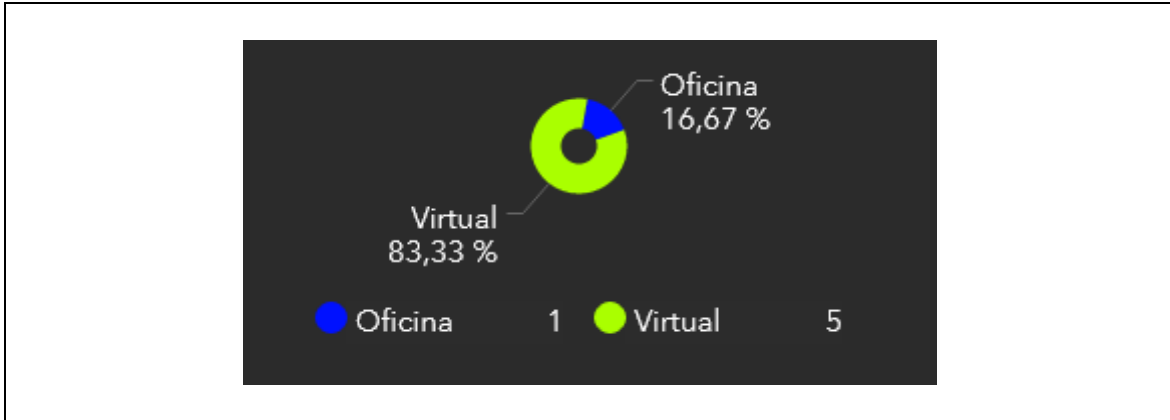 Oficina
16,67 %
Virtual
83,33 %
Oficina 1 Virtual 5